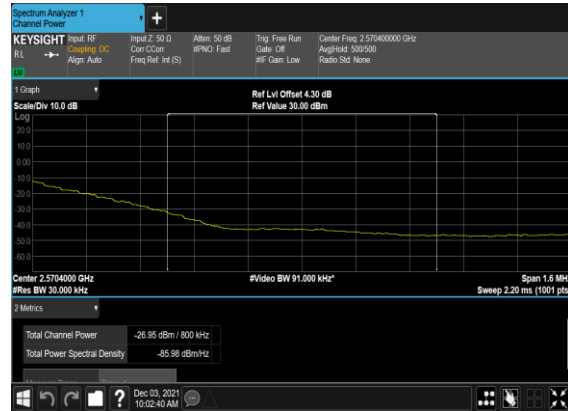 Spectrum Analyzer 1
Channel Power
+
KEYSIGHT Input: RF Input Z: 50 Ω Atten: 50 dB Trig: Free Run Center Freq: 2.570400000 GHz
RL Coupling: DC Corr CCorr #PNO: Fast Gate: Off Avg|Hold: 500/500
Align: Auto Freq Ref: Int (S) #IF Gain: Low Radio Std: None
LW
1 Graph
Ref Lvl Offset 4.30 dB
Scale/Div 10.0 dB Ref Value 30.00 dBm
Log
20.0
10.0
0.00
-10.0
-20.0
-30.0
-40.0
-50.0
-60.0
Center 2.5704000 GHz #Video BW 91.000 kHz* Span 1.6 MH
#Res BW 30.000 kHz Sweep 2.20 ms (1001 pts
2 Metrics
Total Channel Power -26.95 dBm / 800 kHz
Total Power Spectral Density -85.98 dBm/Hz
? Dec 03, 2021
10:02:40 AM